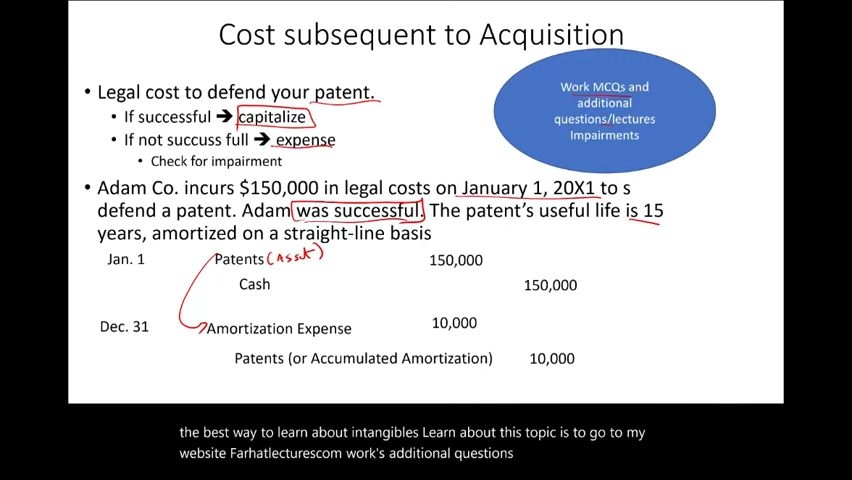 Cost subsequent to Acquisition
• Legal cost to defend your patent.
• If successful ➔ capitalize
• If not succuss full ➔ expense
• Check for impairment
Work MCQs and
additional
questions/lectures
Impairments
• Adam Co. incurs $150,000 in legal costs on January 1, 20X1 to s
defend a patent. Adam was successful. The patent's useful life is 15
years, amortized on a straight-line basis
Jan. 1 Patents (Asset) 150,000
Cash 150,000
Dec. 31 Amortization Expense 10,000
Patents (or Accumulated Amortization) 10,000
the best way to learn about intangibles Learn about this topic is to go to my
website Farhatlecturescom work's additional questions